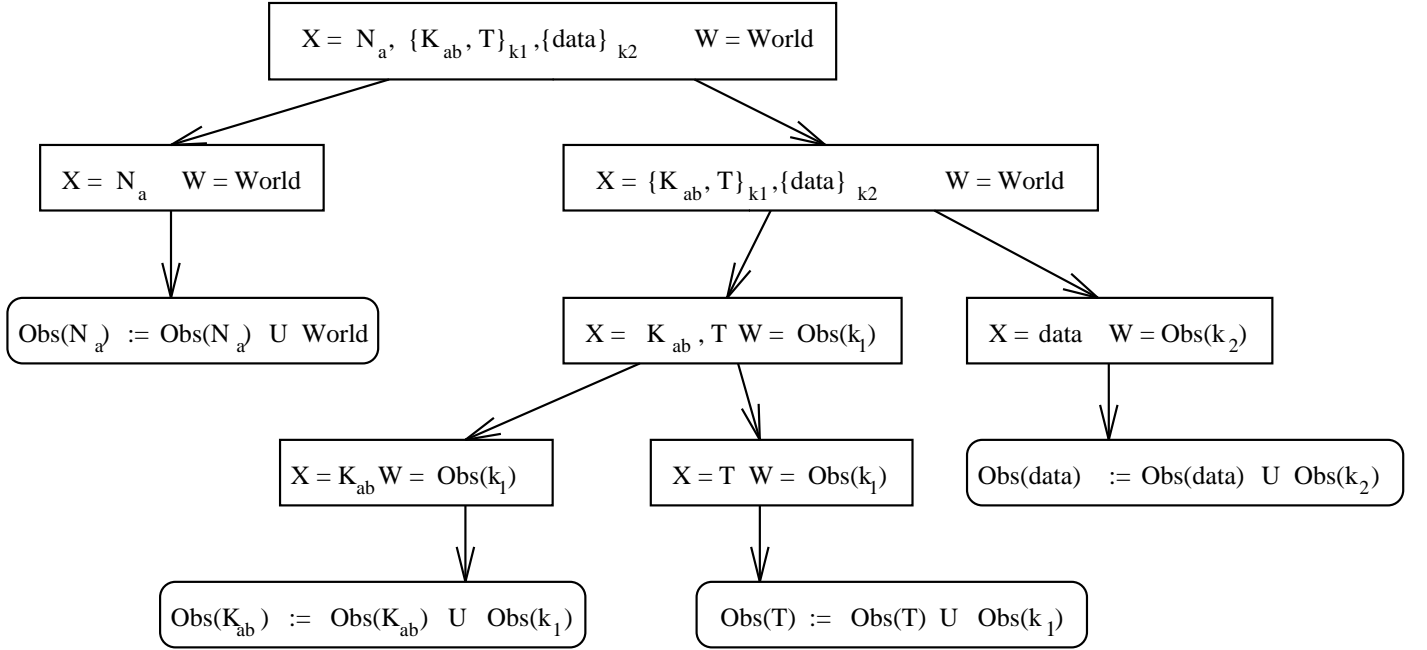 X = N_a, {K_ab, T}_k1,{data}_k2 W = World
X = N_a W = World
X = {K_ab, T}_k1,{data}_k2 W = World
Obs(N_a) := Obs(N_a) U World
X = K_ab, T W = Obs(k_1)
X = data W = Obs(k_2)
X = K_ab W = Obs(k_1)
X = T W = Obs(k_1)
Obs(data) := Obs(data) U Obs(k_2)
Obs(K_ab) := Obs(K_ab) U Obs(k_1)
Obs(T) := Obs(T) U Obs(k_1)